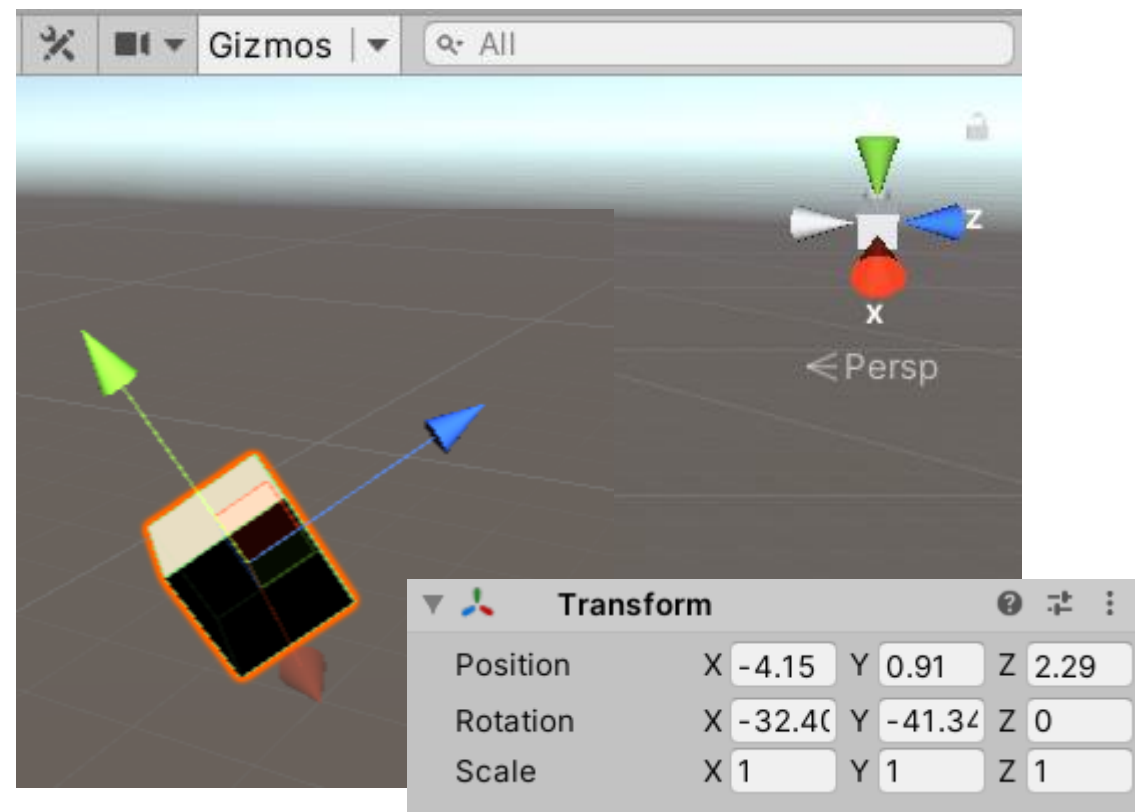 Gizmos All
z
x
Persp
Transform
Position X -4.15 Y 0.91 Z 2.29
Rotation X -32.40 Y -41.34 Z 0
Scale X 1 Y 1 Z 1